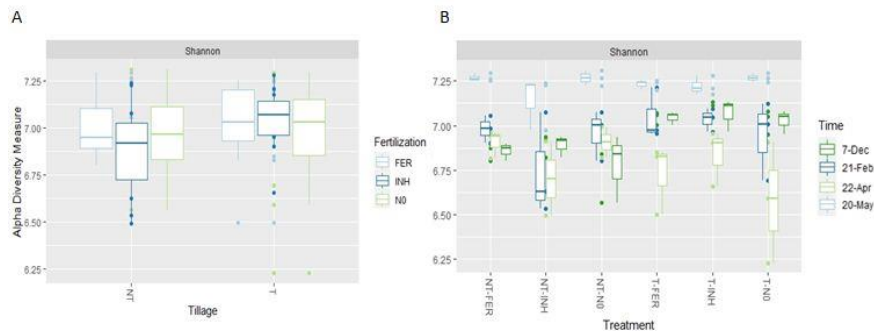 A
Shannon
Alpha Diversity Measure
7.25
7.00
6.75
6.50
6.25
NT
T
Tillage
Fertilization
FER
INH
N0
B
Shannon
7.25
7.00
6.75
6.50
6.25
NT-FER
NT-INH
NT-N0
T-FER
T-INH
T-N0
Treatment
Time
7-Dec
21-Feb
22-Apr
20-May